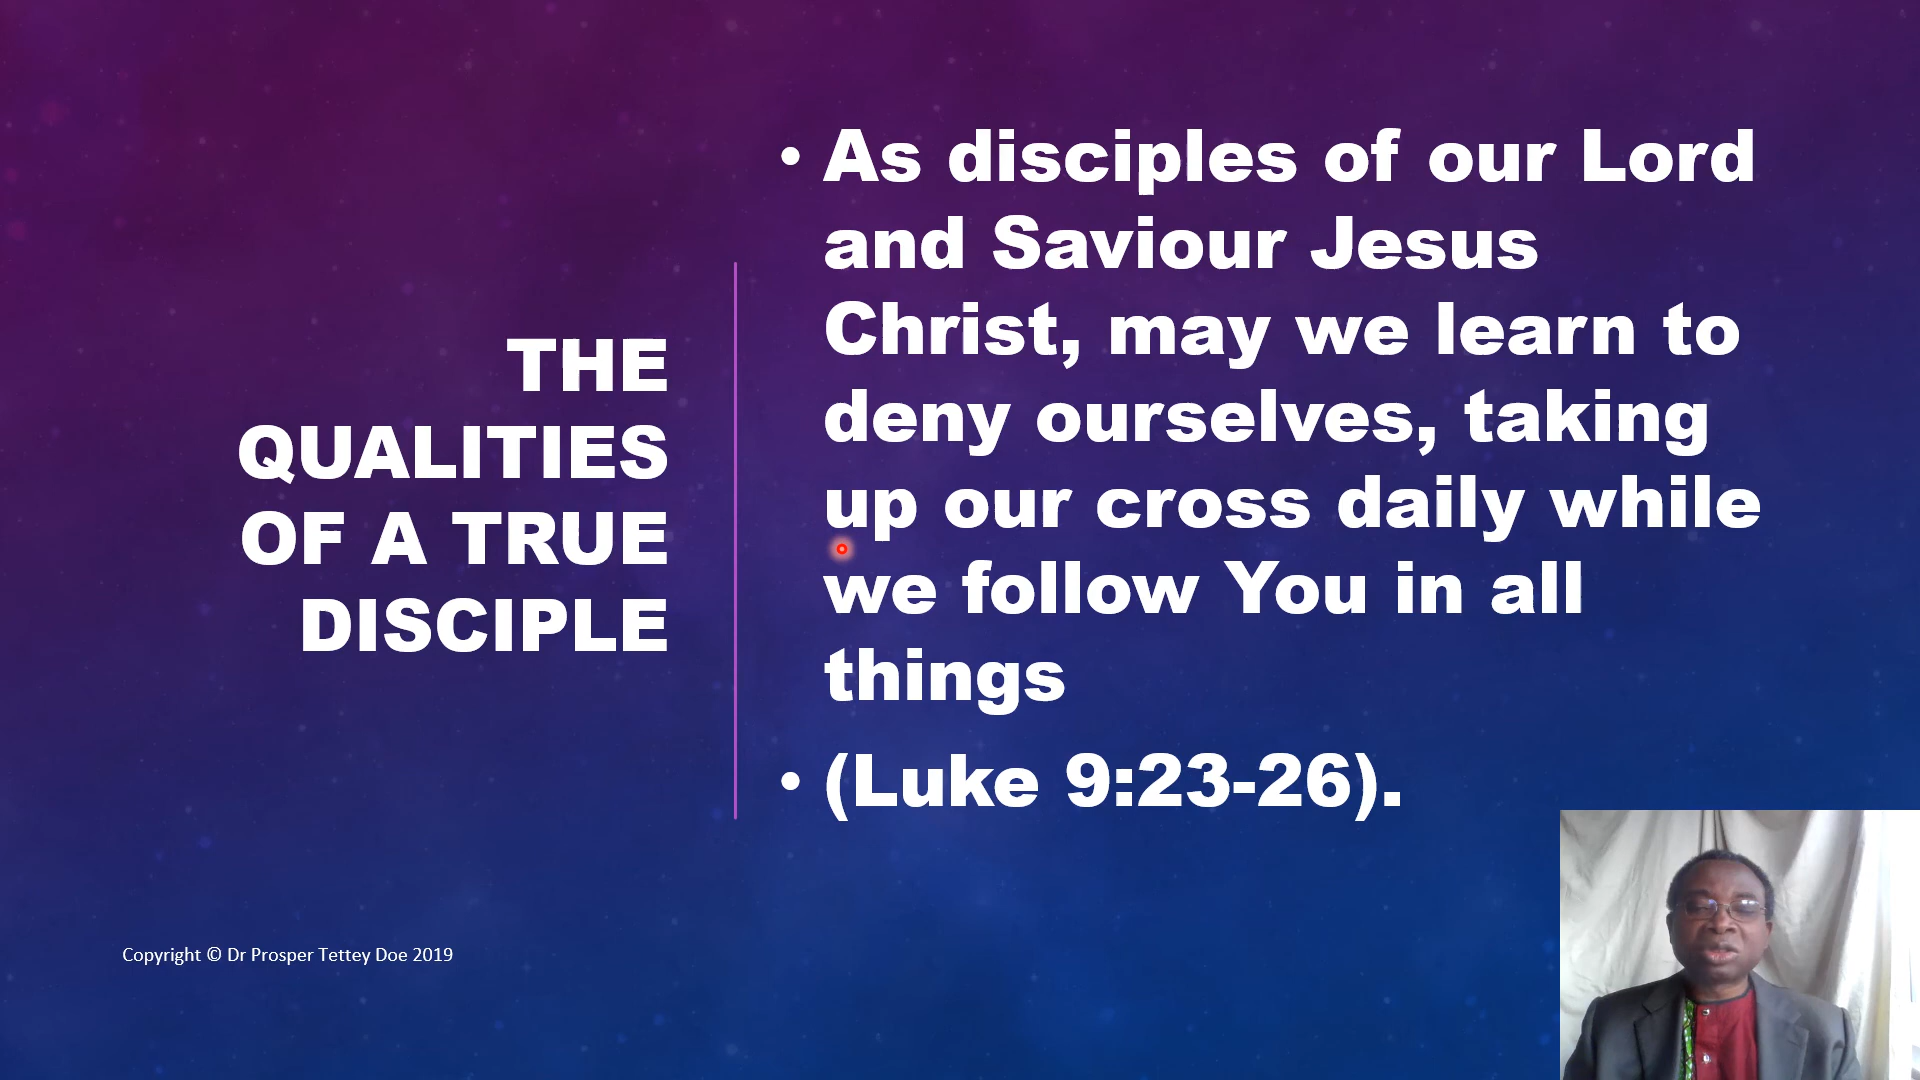 THE
QUALITIES
OF A TRUE
DISCIPLE
• As disciples of our Lord
and Saviour Jesus
Christ, may we learn to
deny ourselves, taking
up our cross daily while
we follow You in all
things
• (Luke 9:23-26).
Copyright © Dr Prosper Tettey Doe 2019